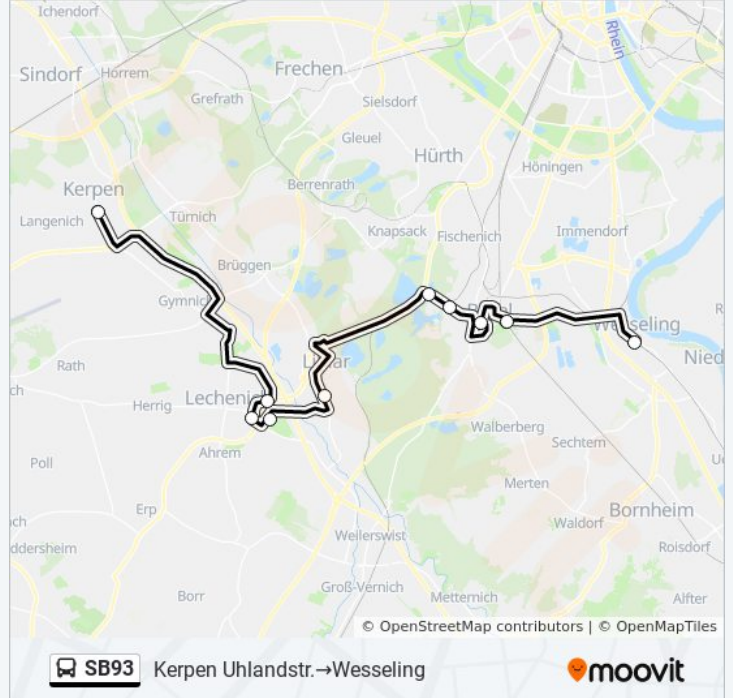 Ichendorf
Rhein
Sindorf
Horrem
Frechen
Grefrath
Sielsdorf
Gleuel
Hürth
Höningen
Kerpen
Berrenrath
Langenich
Türnich
Knapsack
Fischenich
Immendorf
Brüggen
Gymnich
Wesseling
Nied
Rath
Lechenich
Herrig
Ahrem
Walberberg
Sechtem
Poll
Merten
Erp
Bornheim
Waldorf
ddersheim
Weilerswist
Roisdorf
Borr
Groß-Vernich
Metternich
Alfter
© OpenStreetMap contributors | © OpenMapTiles
SB93 Kerpen Uhlandstr.→Wesseling
moovit